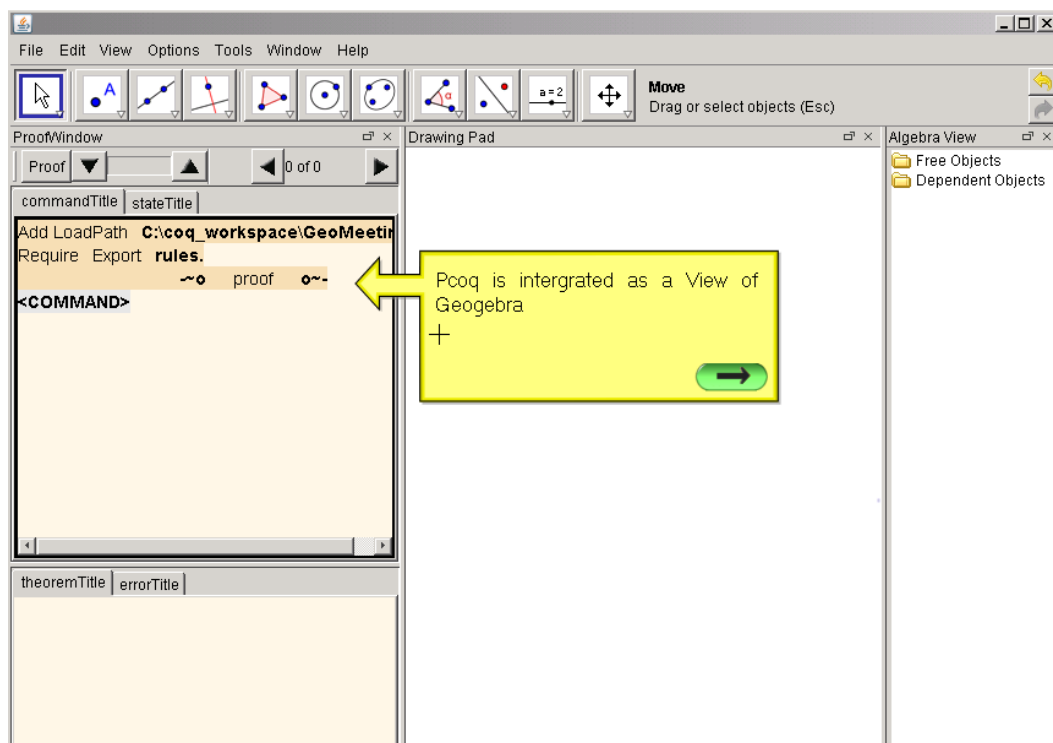 File Edit View Options Tools Window Help
A
α
a=2
Move
Drag or select objects (Esc)
ProofWindow
Drawing Pad
Algebra View
Proof
0 of 0
Free Objects
Dependent Objects
commandTitle stateTitle
Add LoadPath C:\coq_workspace\GeoMeetin
Require Export rules.
-~o proof o~-
<COMMAND>
Pcoq is intergrated as a View of
Geogebra
theoremTitle errorTitle